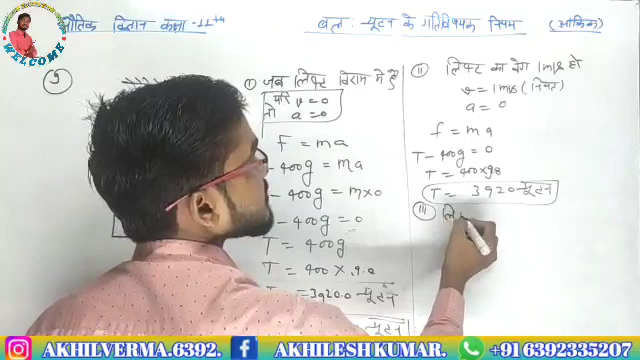 WELCOME
भौतिक विज्ञान कक्षा -11th
बल न्यूटन के गतिविषयक नियम (आंकिक)
5
I जब लिफ्ट विराम में है
यदि v = 0
तो a = 0
f = ma
- 400g = ma
- 400g = m×0
- 400g = 0
T = 400g
T = 400 × 9.8
= 3920.0 न्यूटन
न्यूटन
II लिफ्ट का वेग 1m/s हो
v = 1m/s (नियत)
a = 0
f = ma
T - 400g = 0
T = 400×9.8
T = 3920 न्यूटन
III लि
AKHILVERMA.6392. AKHILESH KUMAR. +91 6392335207